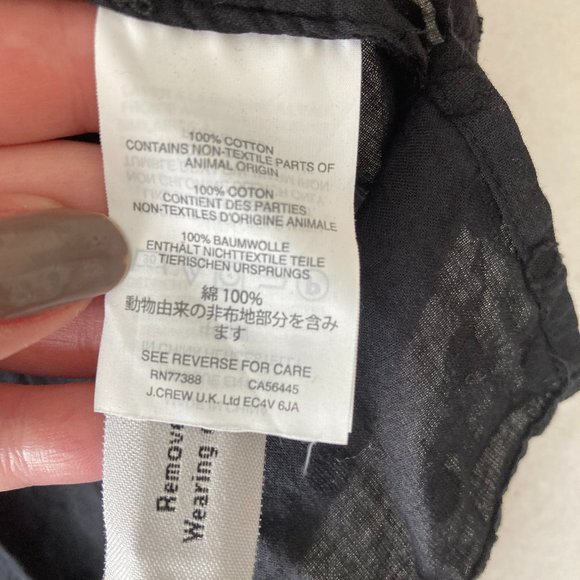 100% COTTON
CONTAINS NON-TEXTILE PARTS OF
ANIMAL ORIGIN
100% COTON
CONTIENT DES PARTIES
NON-TEXTILES D'ORIGINE ANIMALE
100% BAUMWOLLE
ENTHÄLT NICHTTEXTILE TEILE
TIERISCHEN URSPRUNGS
綿 100%
動物由来の非布地部分を含み
ます
SEE REVERSE FOR CARE
RN77388 CA56445
J.CREW U.K. Ltd EC4V 6JA
Remove
Wearing